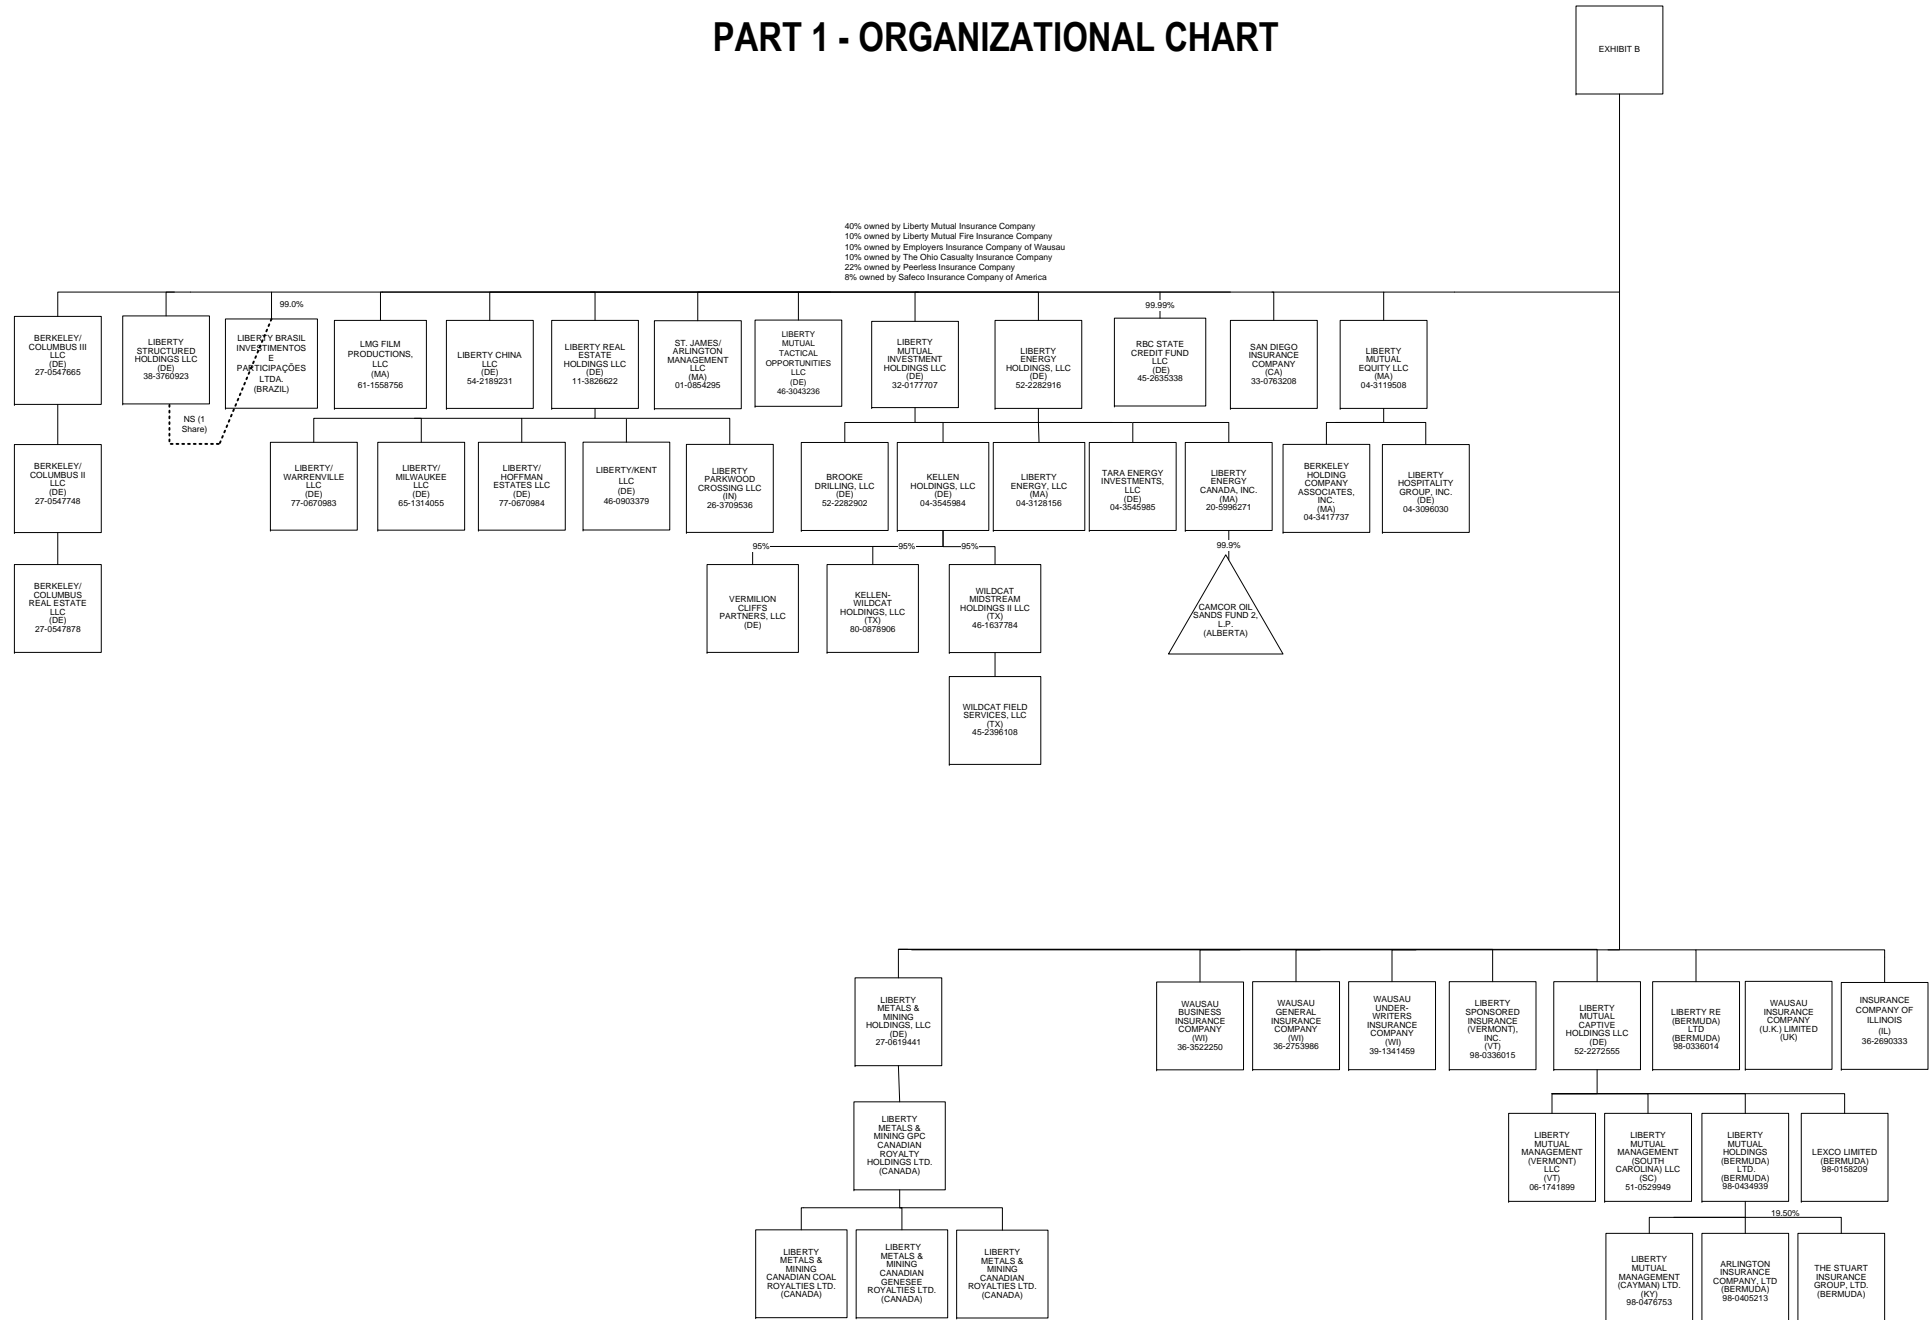 PART 1 - ORGANIZATIONAL CHART
EXHIBIT B
40% owned by Liberty Mutual Insurance Company
10% owned by Liberty Mutual Fire Insurance Company
10% owned by Employers Insurance Company of Wausau
10% owned by The Ohio Casualty Insurance Company
22% owned by Peerless Insurance Company
8% owned by Safeco Insurance Company of America
99.0%
99.99%
BERKELEY/
COLUMBUS III
LLC
(DE)
27-0547665
LIBERTY
STRUCTURED
HOLDINGS LLC
(DE)
38-3760923
LIBERTY BRASIL
INVESTIMENTOS
E
PARTICIPAÇÕES
LTDA.
(BRAZIL)
LMG FILM
PRODUCTIONS,
LLC
(MA)
61-1558756
LIBERTY CHINA
LLC
(DE)
54-2189231
LIBERTY REAL
ESTATE
HOLDINGS LLC
(DE)
11-3826622
ST. JAMES/
ARLINGTON
MANAGEMENT
LLC
(MA)
01-0854295
LIBERTY
MUTUAL
TACTICAL
OPPORTUNITIES
LLC
(DE)
46-3043236
LIBERTY
MUTUAL
INVESTMENT
HOLDINGS LLC
(DE)
32-0177707
LIBERTY
ENERGY
HOLDINGS, LLC
(DE)
52-2282916
RBC STATE
CREDIT FUND
LLC
(DE)
45-2635338
SAN DIEGO
INSURANCE
COMPANY
(CA)
33-0763208
LIBERTY
MUTUAL
EQUITY LLC
(MA)
04-3119508
NS (1
Share)
BERKELEY/
COLUMBUS II
LLC
(DE)
27-0547748
LIBERTY/
WARRENVILLE
LLC
(DE)
77-0670983
LIBERTY/
MILWAUKEE
LLC
(DE)
65-1314055
LIBERTY/
HOFFMAN
ESTATES LLC
(DE)
77-0670984
LIBERTY/KENT
LLC
(DE)
46-0903379
LIBERTY
PARKWOOD
CROSSING LLC
(IN)
26-3709536
BROOKE
DRILLING, LLC
(DE)
52-2282902
KELLEN
HOLDINGS, LLC
(DE)
04-3545984
LIBERTY
ENERGY, LLC
(MA)
04-3128156
TARA ENERGY
INVESTMENTS,
LLC
(DE)
04-3545985
LIBERTY
ENERGY
CANADA, INC.
(MA)
20-5996271
BERKELEY
HOLDING
COMPANY
ASSOCIATES,
INC.
(MA)
04-3417737
LIBERTY
HOSPITALITY
GROUP, INC.
(DE)
04-3096030
95%
95%
95%
99.9%
BERKELEY/
COLUMBUS
REAL ESTATE
LLC
(DE)
27-0547878
VERMILION
CLIFFS
PARTNERS, LLC
(DE)
KELLEN-
WILDCAT
HOLDINGS, LLC
(TX)
80-0878906
WILDCAT
MIDSTREAM
HOLDINGS II LLC
(TX)
46-1637784
CAMCOR OIL
SANDS FUND 2,
L.P.
(ALBERTA)
WILDCAT FIELD
SERVICES, LLC
(TX)
45-2396108
LIBERTY
METALS &
MINING
HOLDINGS, LLC
(DE)
27-0619441
WAUSAU
BUSINESS
INSURANCE
COMPANY
(WI)
36-3522250
WAUSAU
GENERAL
INSURANCE
COMPANY
(WI)
36-2753986
WAUSAU
UNDER-
WRITERS
INSURANCE
COMPANY
(WI)
39-1341459
LIBERTY
SPONSORED
INSURANCE
(VERMONT),
INC.
(VT)
98-0336015
LIBERTY
MUTUAL
CAPTIVE
HOLDINGS LLC
(DE)
52-2272555
LIBERTY RE
(BERMUDA)
LTD
(BERMUDA)
98-0336014
WAUSAU
INSURANCE
COMPANY
(U.K.) LIMITED
(UK)
INSURANCE
COMPANY OF
ILLINOIS
(IL)
36-2690333
LIBERTY
METALS &
MINING GPC
CANADIAN
ROYALTY
HOLDINGS LTD.
(CANADA)
LIBERTY
MUTUAL
MANAGEMENT
(VERMONT)
LLC
(VT)
06-1741899
LIBERTY
MUTUAL
MANAGEMENT
(SOUTH
CAROLINA) LLC
(SC)
51-0529949
LIBERTY
MUTUAL
HOLDINGS
(BERMUDA)
LTD.
(BERMUDA)
98-0434939
LEXCO LIMITED
(BERMUDA)
98-0158209
19.50%
LIBERTY
METALS &
MINING
CANADIAN COAL
ROYALTIES LTD.
(CANADA)
LIBERTY
METALS &
MINING
CANADIAN
GENESEE
ROYALTIES LTD.
(CANADA)
LIBERTY
METALS &
MINING
CANADIAN
ROYALTIES LTD.
(CANADA)
LIBERTY
MUTUAL
MANAGEMENT
(CAYMAN) LTD.
(KY)
98-0476753
ARLINGTON
INSURANCE
COMPANY, LTD
(BERMUDA)
98-0405213
THE STUART
INSURANCE
GROUP, LTD.
(BERMUDA)